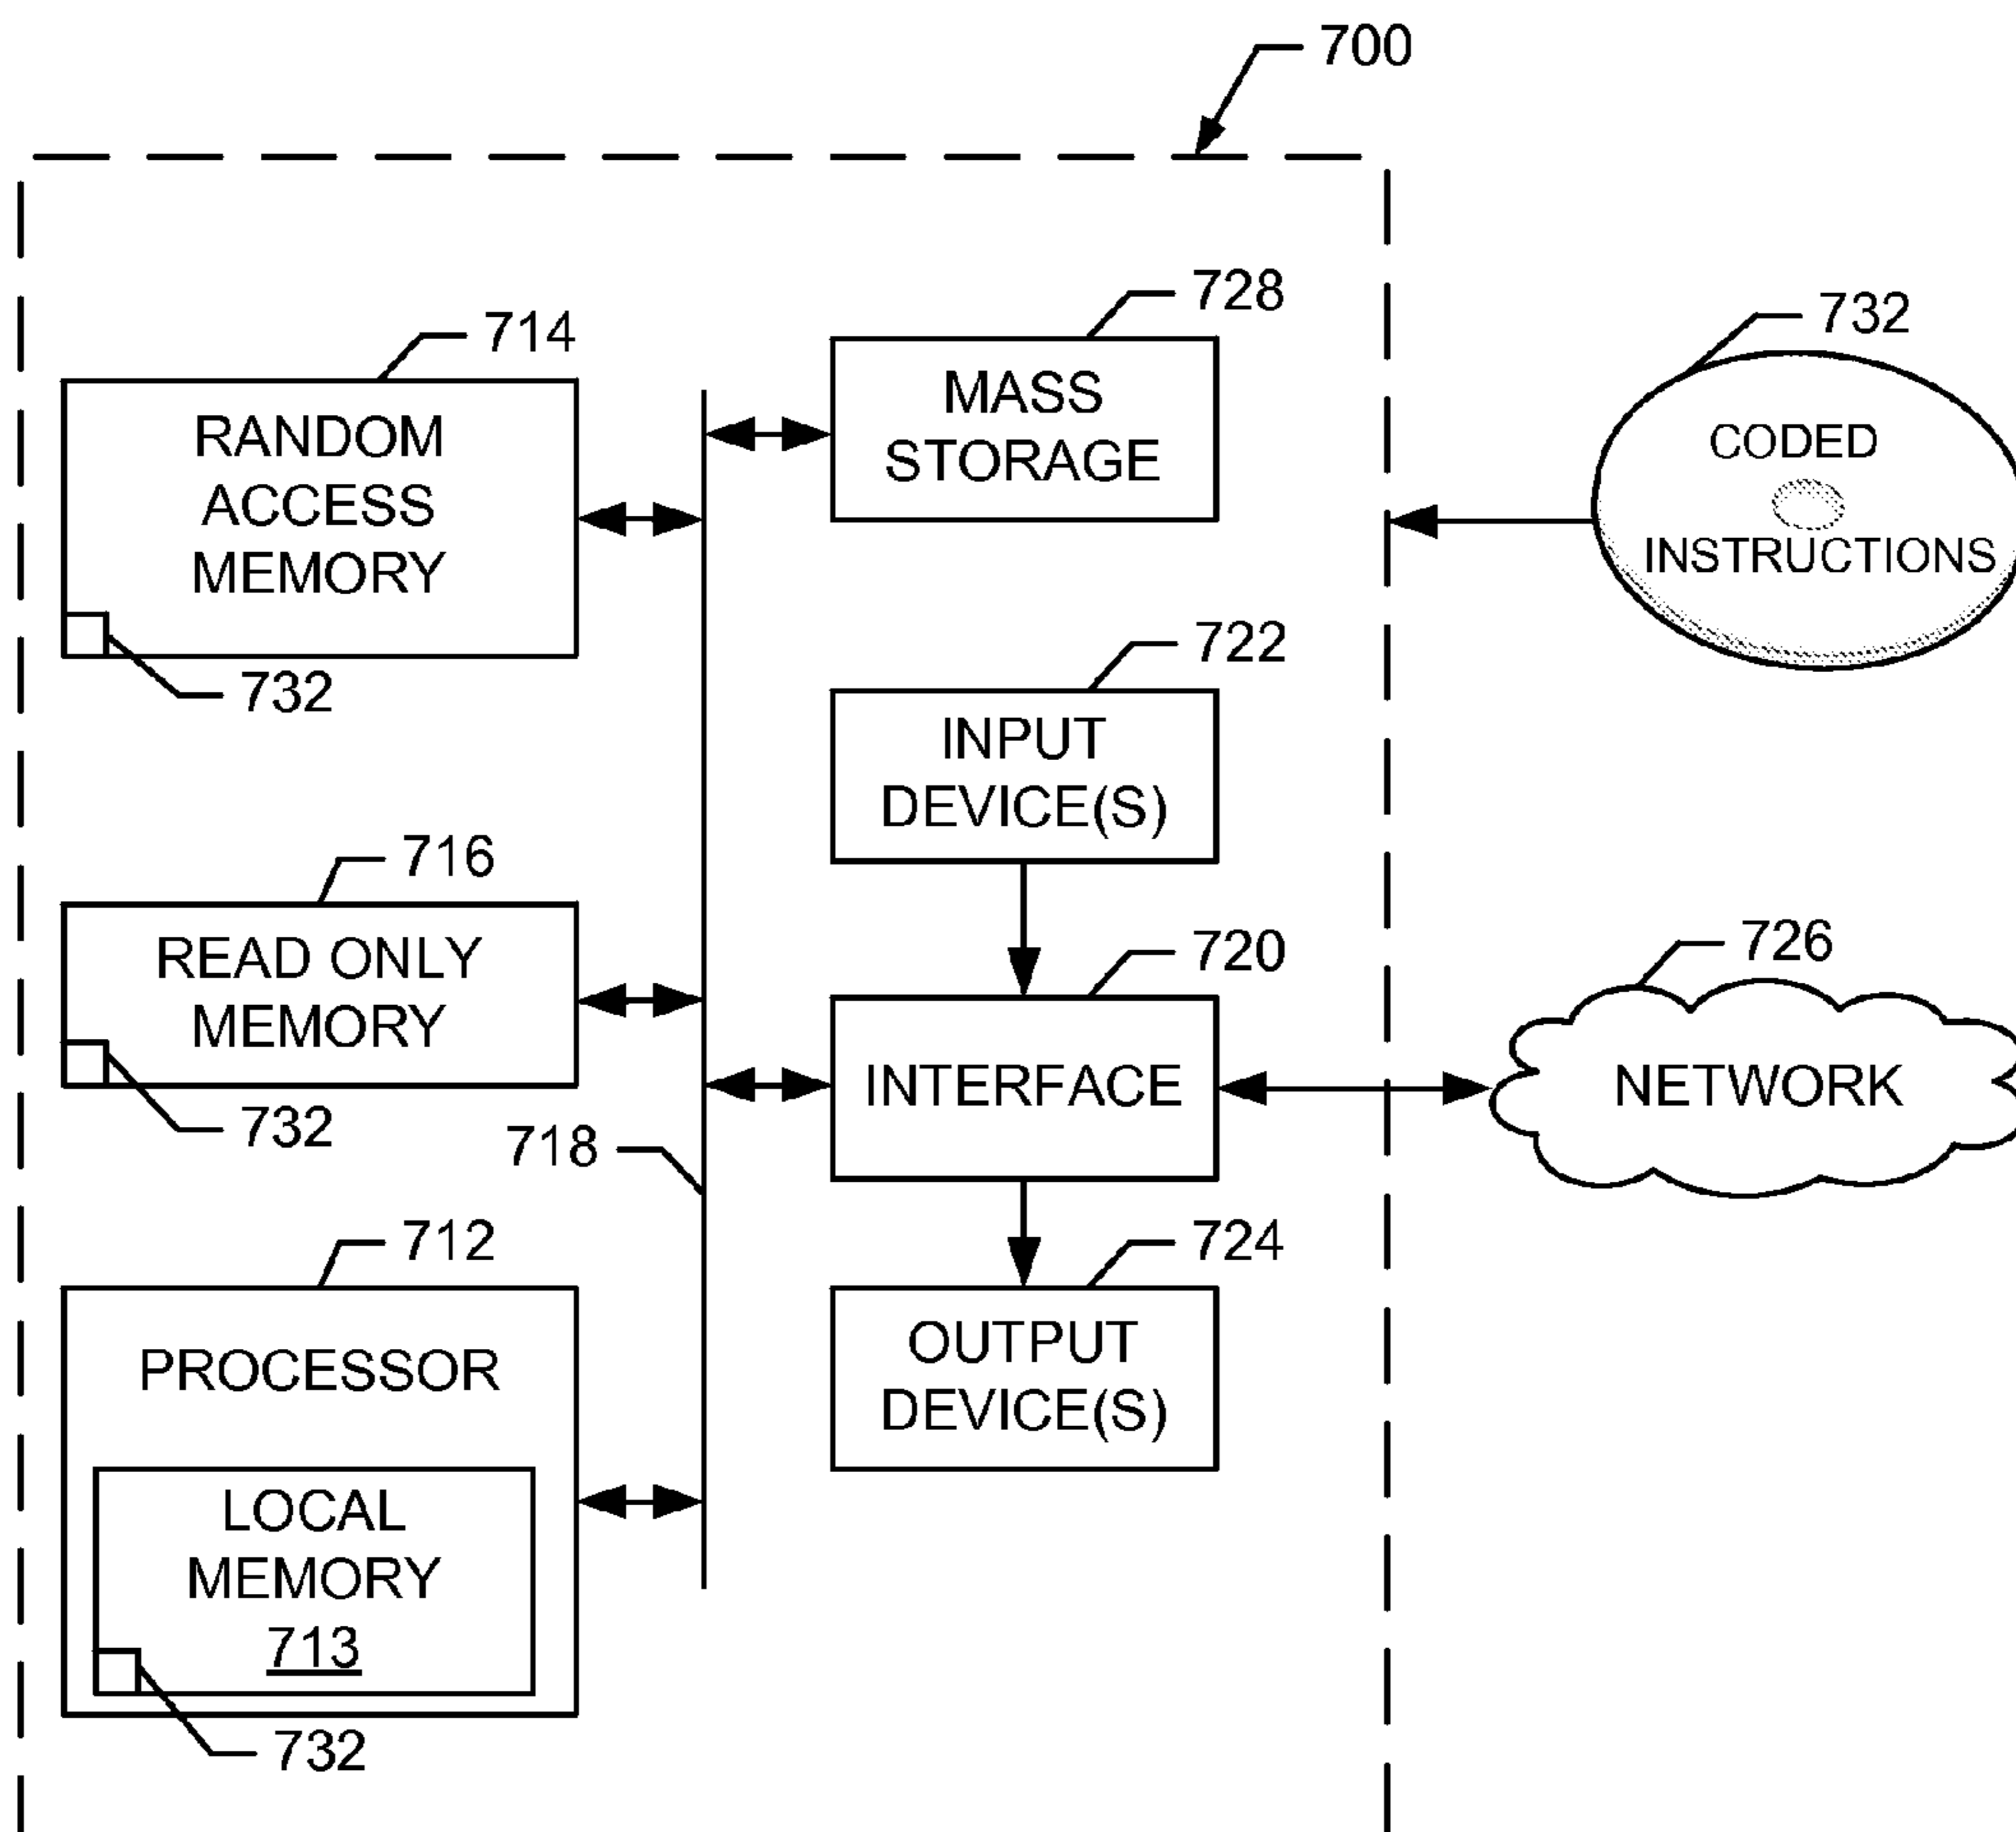 700
728
732
714
MASS
STORAGE
RANDOM
ACCESS
MEMORY
CODED
INSTRUCTIONS
732
722
INPUT
DEVICE(S)
716
720
726
READ ONLY
MEMORY
INTERFACE
NETWORK
732
718
712
724
PROCESSOR
OUTPUT
DEVICE(S)
LOCAL
MEMORY
713
732